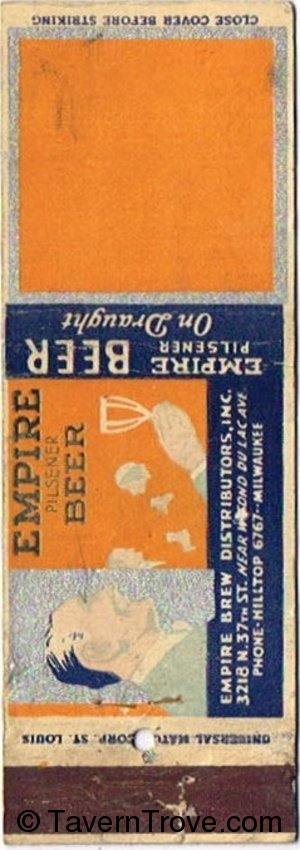 CLOSE COVER BEFORE STRIKING
EMPIRE PILSENER BEER
On Draught
EMPIRE
PILSENER
BEER
EMPIRE BREW DISTRIBUTORS, INC.
3218 N. 37TH ST. NEAR W. FOND DU LAC AVE.
PHONE-HILLTOP 6767 - MILWAUKEE
UNIVERSAL MATCH CORP. ST. LOUIS
© TavernTrove.com